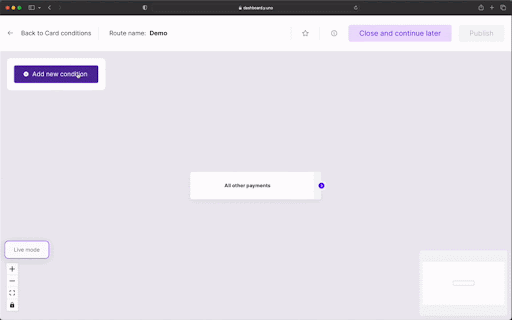 dashboard.y.uno
Back to Card conditions
Route name: Demo
Close and continue later
Publish
Add new condition
All other payments
Live mode